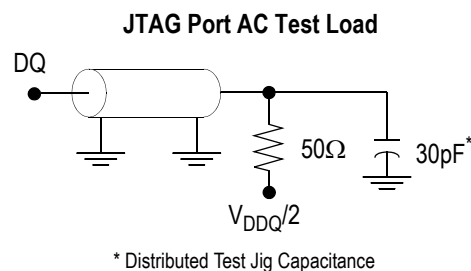 JTAG Port AC Test Load
DQ
50Ω
30pF*
VDDQ/2
* Distributed Test Jig Capacitance